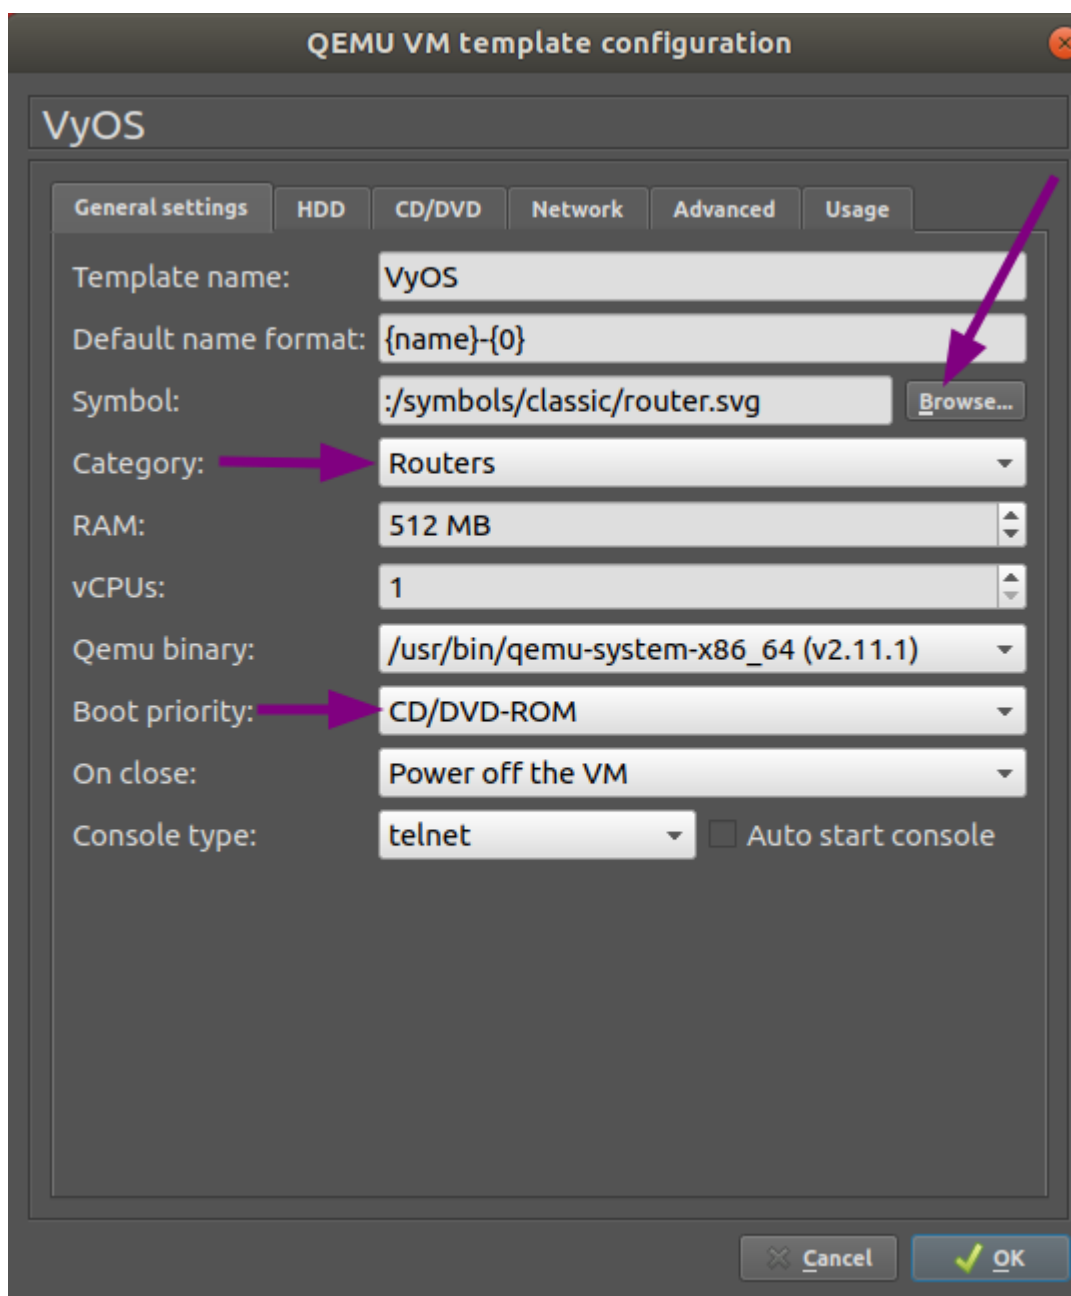 QEMU VM template configuration
VyOS
General settings HDD CD/DVD Network Advanced Usage
Template name: VyOS
Default name format: {name}-{0}
Symbol: :/symbols/classic/router.svg Browse...
Category: Routers
RAM: 512 MB
vCPUs: 1
Qemu binary: /usr/bin/qemu-system-x86_64 (v2.11.1)
Boot priority: CD/DVD-ROM
On close: Power off the VM
Console type: telnet Auto start console
Cancel OK